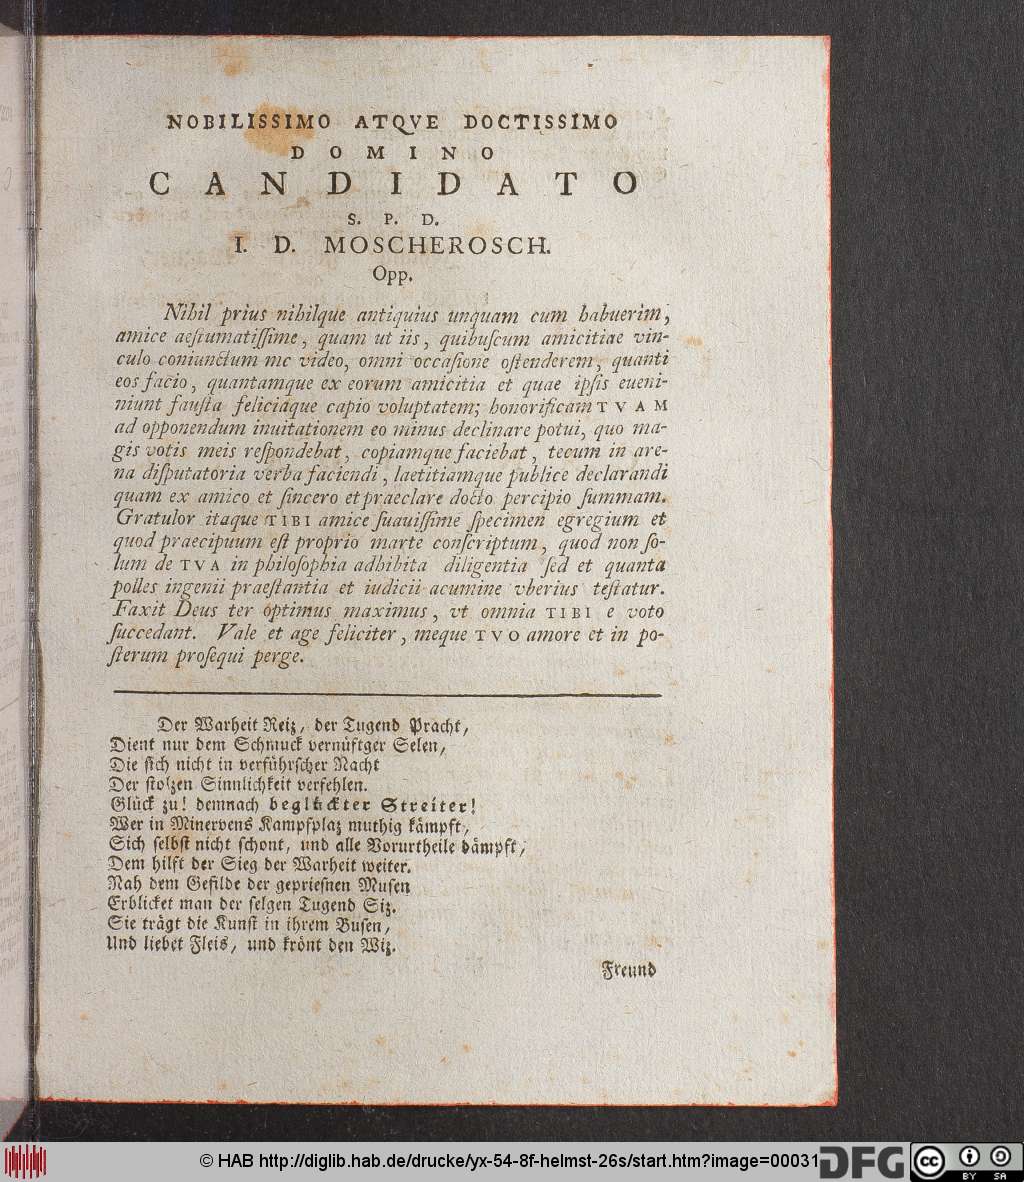 NOBILISSIMO ATQVE DOCTISSIMO
DOMINO
CANDIDATO
S. P. D.
I. D. MOSCHEROSCH.
Opp.
Nihil prius nihilque antiquius unquam cum habuerim,
amice aeſtumatiſſime, quam ut iis, quibuſcum amicitiae vin-
culo coniunctum me video, omni occaſione oſtenderem, quanti
eos facio, quantamque ex eorum amicitia et quae ipſis eueni-
niunt fauſta feliciaque capio voluptatem; honorificam TVAM
ad opponendum inuitationem eo minus declinare potui, quo ma-
gis votis meis reſpondebat, copiamque faciebat, tecum in are-
na diſputatoria verba faciendi, laetitiamque publice declarandi
quam ex amico et ſincero et praeclare docto percipio ſummam.
Gratulor itaque TIBI amice ſuauiſſime ſpecimen egregium et
quod praecipuum eſt proprio marte conſcriptum, quod non ſo-
lum de TVA in philoſophia adhibita diligentia ſed et quanta
polles ingenii praeſtantia et iudicii acumine vberius teſtatur.
Faxit Deus ter optimus maximus, vt omnia TIBI e voto
ſuccedant. Vale et age feliciter, meque TVO amore et in po-
ſterum proſequi perge.
Der Warheit Reiz, der Tugend Pracht,
Dient nur dem Schmuck vernüftger Selen,
Die ſich nicht in verführſcher Nacht
Der ſtolzen Sinnlichkeit verfehlen.
Glück zu! demnach beglückter Streiter!
Wer in Minervens Kampfplaz muthig kämpft,
Sich ſelbſt nicht ſchont, und alle Vorurtheile dämpft,
Dem hilft der Sieg der Warheit weiter.
Nah dem Gefilde der geprieſnen Muſen
Erblicket man der ſelgen Tugend Siz.
Sie trägt die Kunſt in ihrem Buſen,
Und liebet Fleis, und krönt den Wiz.
Freund
© HAB http://diglib.hab.de/drucke/yx-54-8f-helmst-26s/start.htm?image=00031
DFG
cc
BY SA